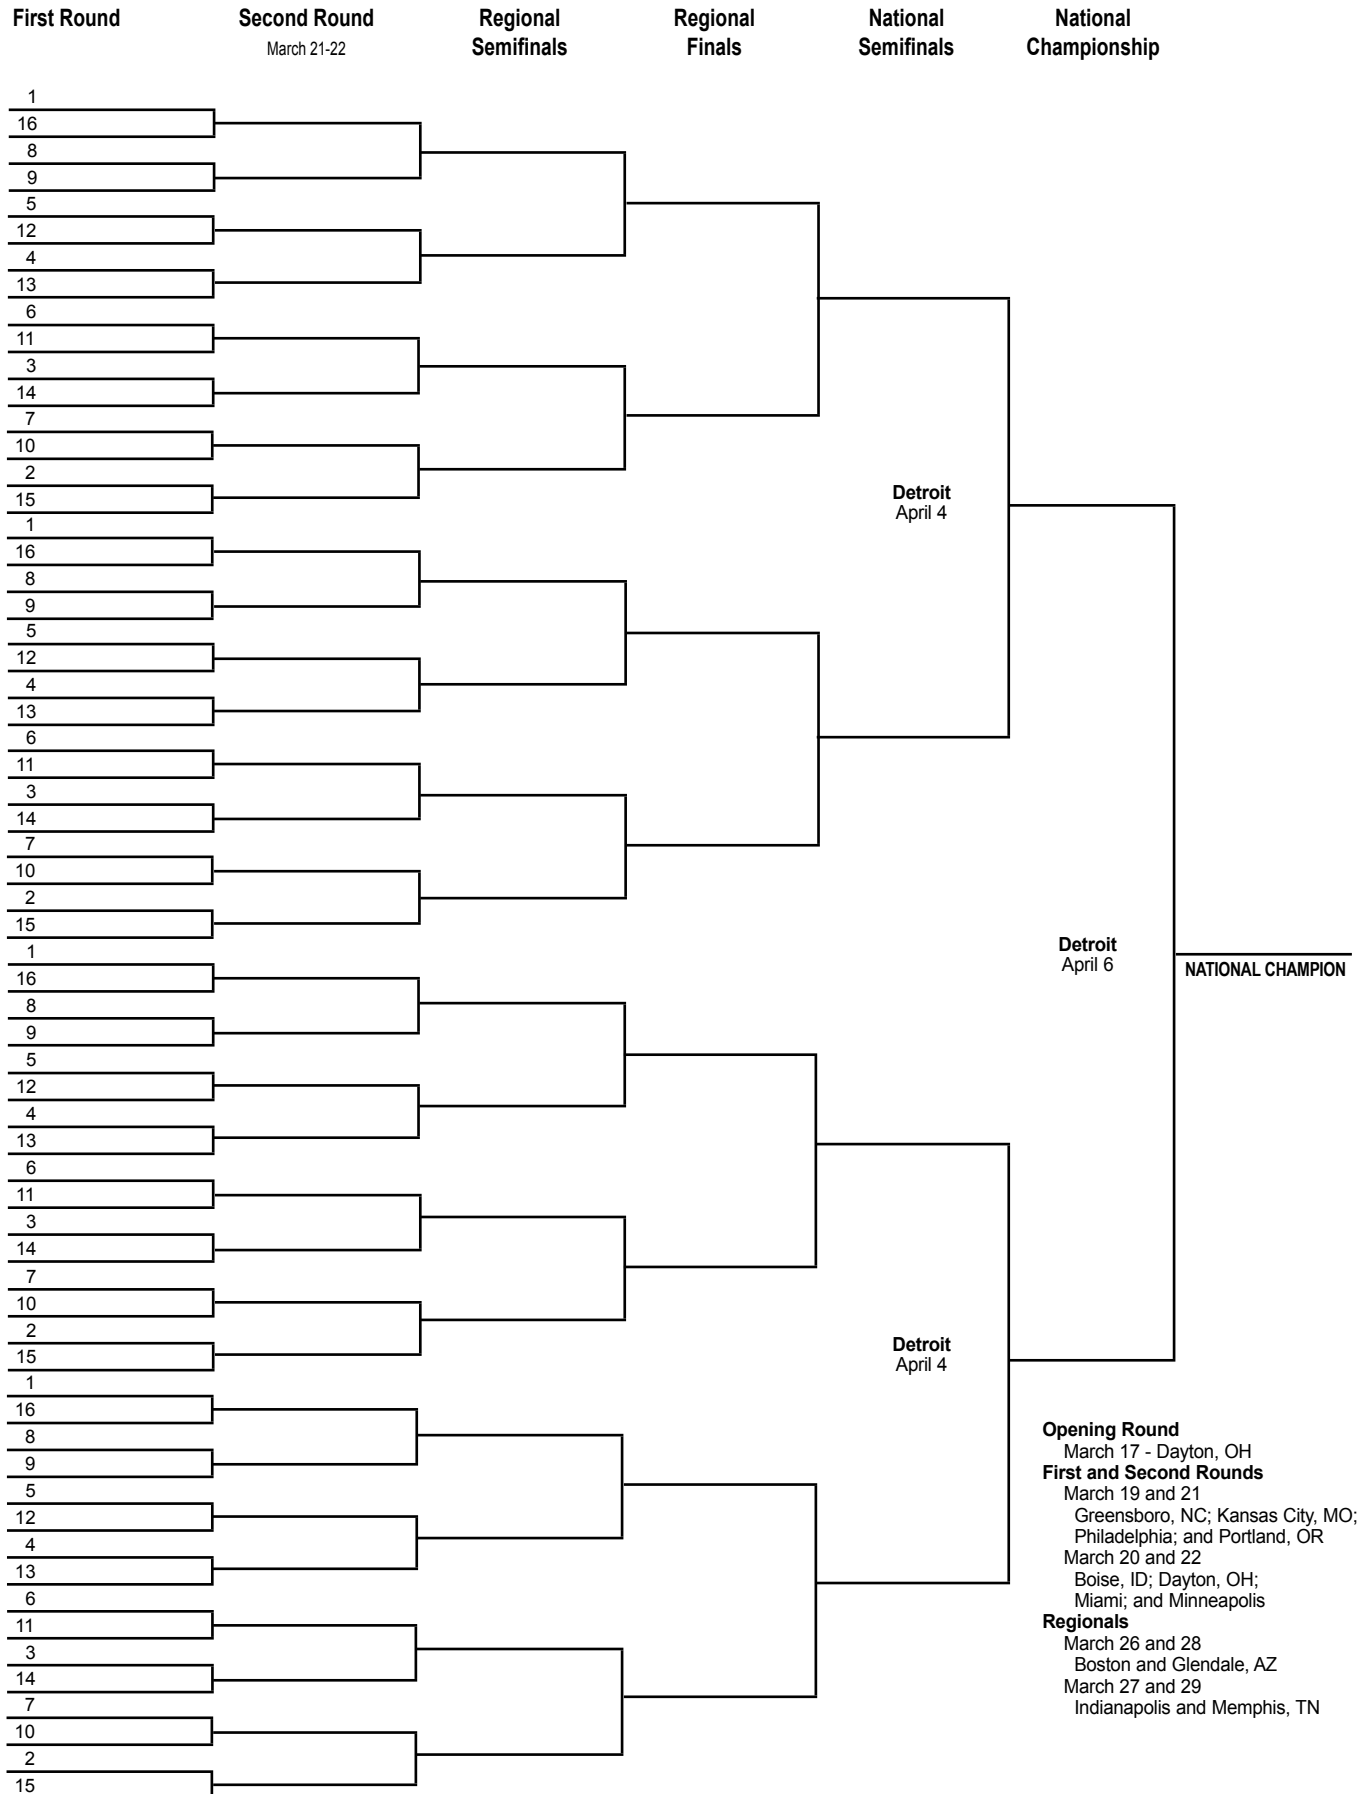 First Round
Second Round
March 21-22
Regional
Semifinals
Regional
Finals
National
Semifinals
National
Championship
1
16
8
9
5
12
4
13
6
11
3
14
7
10
2
15
1
16
8
9
5
12
4
13
6
11
3
14
7
10
2
15
1
16
8
9
5
12
4
13
6
11
3
14
7
10
2
15
1
16
8
9
5
12
4
13
6
11
3
14
7
10
2
15
Detroit
April 4
Detroit
April 6
NATIONAL CHAMPION
Detroit
April 4
Opening Round
March 17 - Dayton, OH
First and Second Rounds
March 19 and 21
Greensboro, NC; Kansas City, MO;
Philadelphia; and Portland, OR
March 20 and 22
Boise, ID; Dayton, OH;
Miami; and Minneapolis
Regionals
March 26 and 28
Boston and Glendale, AZ
March 27 and 29
Indianapolis and Memphis, TN